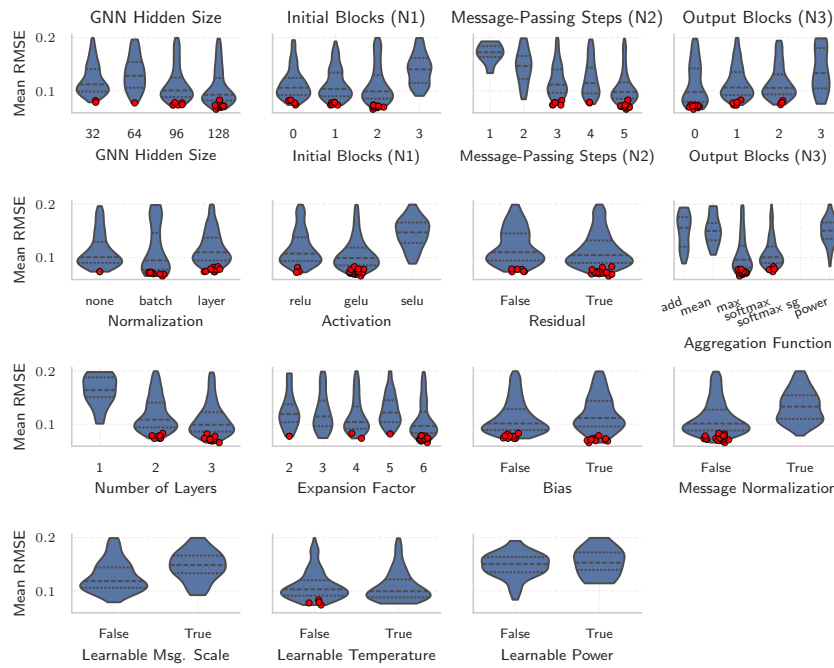 GNN Hidden Size Initial Blocks (N1) Message-Passing Steps (N2) Output Blocks (N3)
Mean RMSE
0.2
0.1
32 64 96 128 0 1 2 3 1 2 3 4 5 0 1 2 3
GNN Hidden Size Initial Blocks (N1) Message-Passing Steps (N2) Output Blocks (N3)
Mean RMSE
0.2
0.1
none batch layer relu gelu selu False True add mean max softmax softmax sg power
Normalization Activation Residual Aggregation Function
Mean RMSE
0.2
0.1
1 2 3 2 3 4 5 6 False True False True
Number of Layers Expansion Factor Bias Message Normalization
Mean RMSE
0.2
0.1
False True False True False True
Learnable Msg. Scale Learnable Temperature Learnable Power